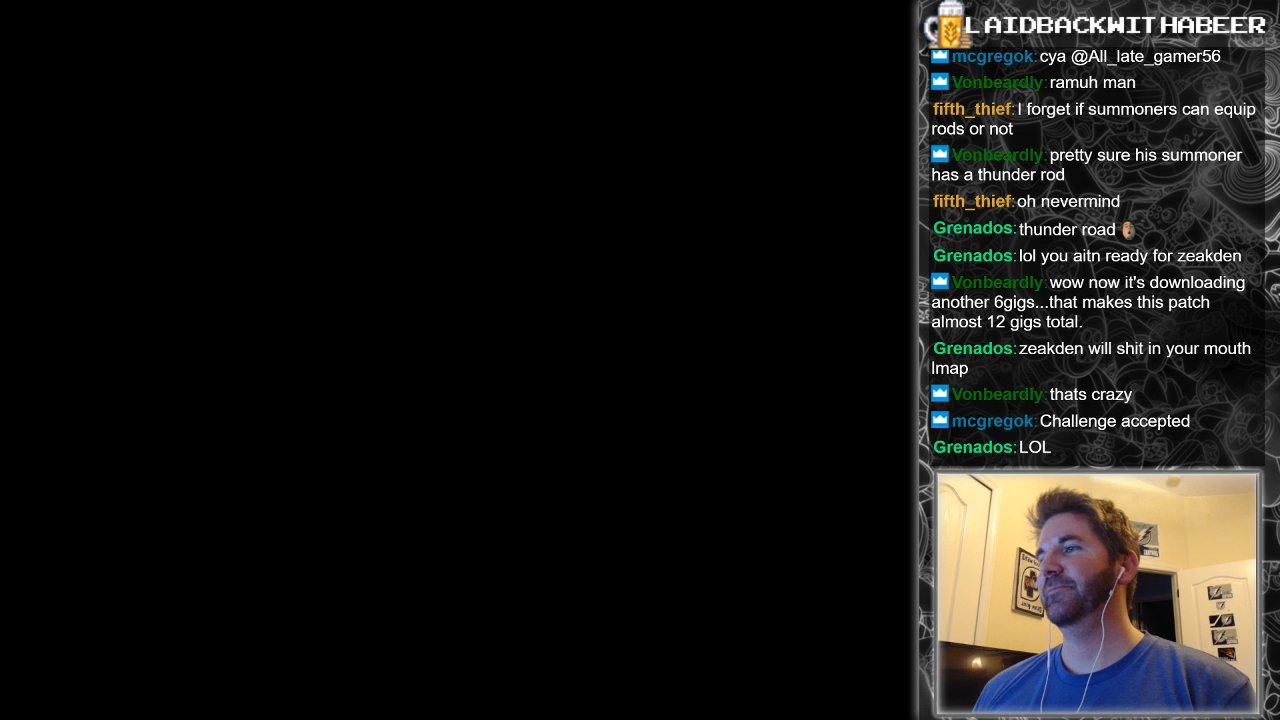 LAIDBACKWITHABEER
mcgregok: cya @All_late_gamer56
Vonbeardly: ramuh man
fifth_thief: I forget if summoners can equip
rods or not
Vonbeardly: pretty sure his summoner
has a thunder rod
fifth_thief: oh nevermind
Grenados: thunder road
Grenados: lol you aitn ready for zeakden
Vonbeardly: wow now it's downloading
another 6gigs...that makes this patch
almost 12 gigs total.
Grenados: zeakden will shit in your mouth
lmap
Vonbeardly: thats crazy
mcgregok: Challenge accepted
Grenados: LOL